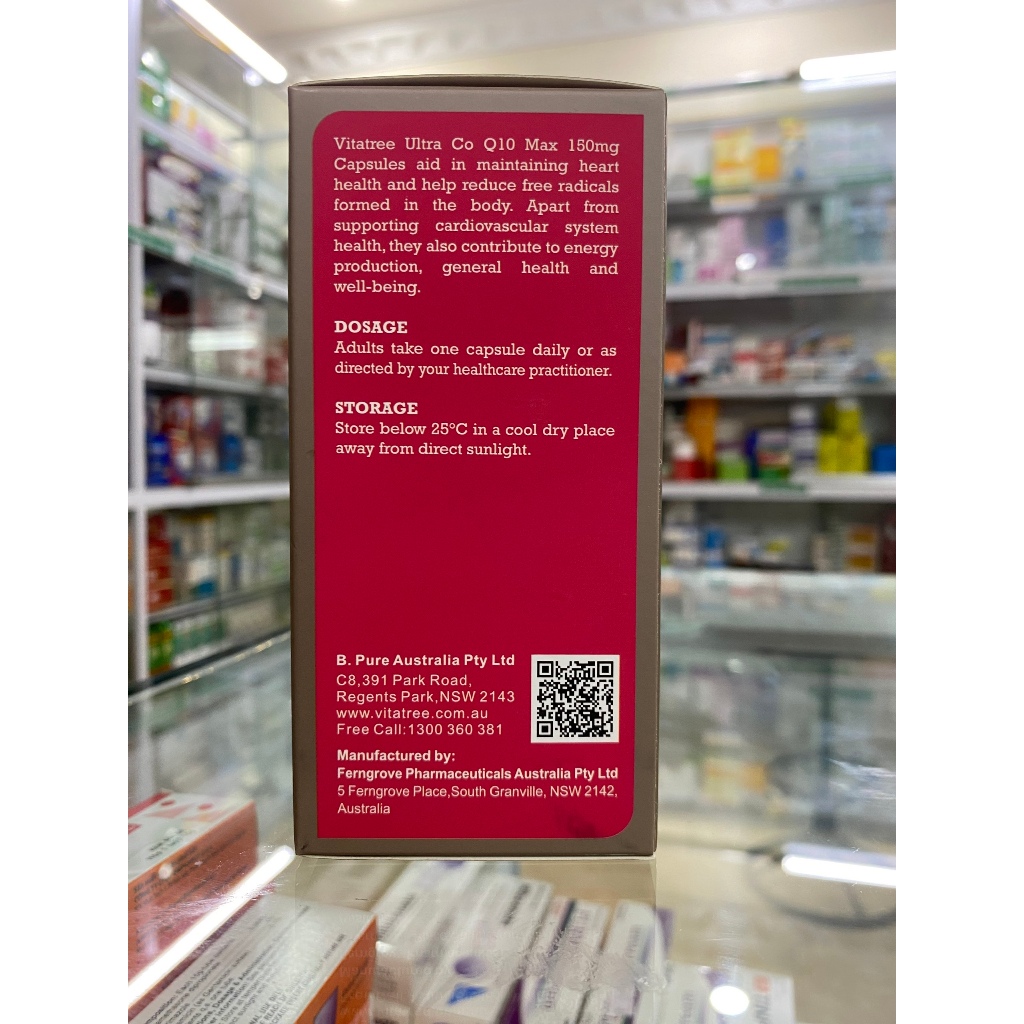 Vitatree Ultra Co Q10 Max 150mg
Capsules aid in maintaining heart
health and help reduce free radicals
formed in the body. Apart from
supporting cardiovascular system
health, they also contribute to energy
production, general health and
well-being.
DOSAGE
Adults take one capsule daily or as
directed by your healthcare practitioner.
STORAGE
Store below 25°C in a cool dry place
away from direct sunlight.
B. Pure Australia Pty Ltd
C8,391 Park Road,
Regents Park,NSW 2143
www.vitatree.com.au
Free Call:1300 360 381
Manufactured by:
Ferngrove Pharmaceuticals Australia Pty Ltd
5 Ferngrove Place,South Granville, NSW 2142,
Australia